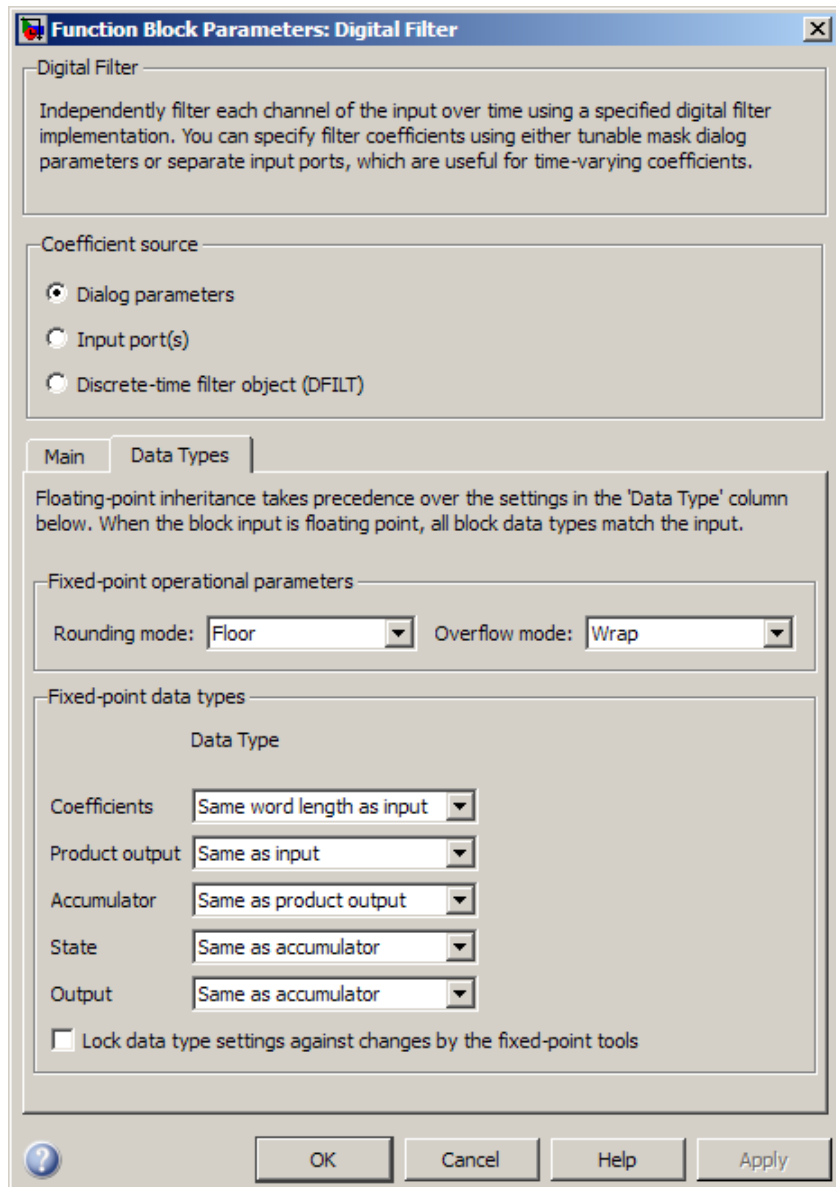 Function Block Parameters: Digital Filter
Digital Filter
Independently filter each channel of the input over time using a specified digital filter
implementation. You can specify filter coefficients using either tunable mask dialog
parameters or separate input ports, which are useful for time-varying coefficients.
Coefficient source
Dialog parameters
Input port(s)
Discrete-time filter object (DFILT)
Main Data Types
Floating-point inheritance takes precedence over the settings in the 'Data Type' column
below. When the block input is floating point, all block data types match the input.
Fixed-point operational parameters
Rounding mode: Floor Overflow mode: Wrap
Fixed-point data types
Data Type
Coefficients Same word length as input
Product output Same as input
Accumulator Same as product output
State Same as accumulator
Output Same as accumulator
Lock data type settings against changes by the fixed-point tools
? OK Cancel Help Apply